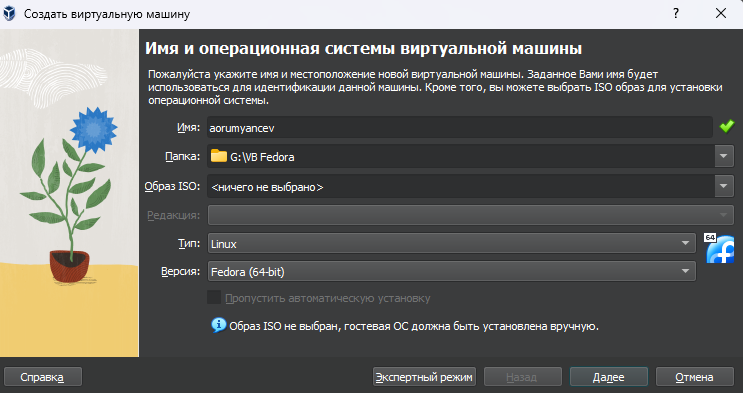 Создать виртуальную машину
Имя и операционная системы виртуальной машины
Пожалуйста укажите имя и местоположение новой виртуальной машины. Заданное Вами имя будет
использоваться для идентификации данной машины. Кроме того, вы можете выбрать ISO образ для установки
операционной системы.
Имя: aorumyancev
Папка: G:\VB Fedora
Образ ISO: <ничего не выбрано>
Редакция:
Тип: Linux
64
Версия: Fedora (64-bit)
Пропустить автоматическую установку
Образ ISO не выбран, гостевая ОС должна быть установлена вручную.
Справка Экспертный режим Назад Далее Отмена